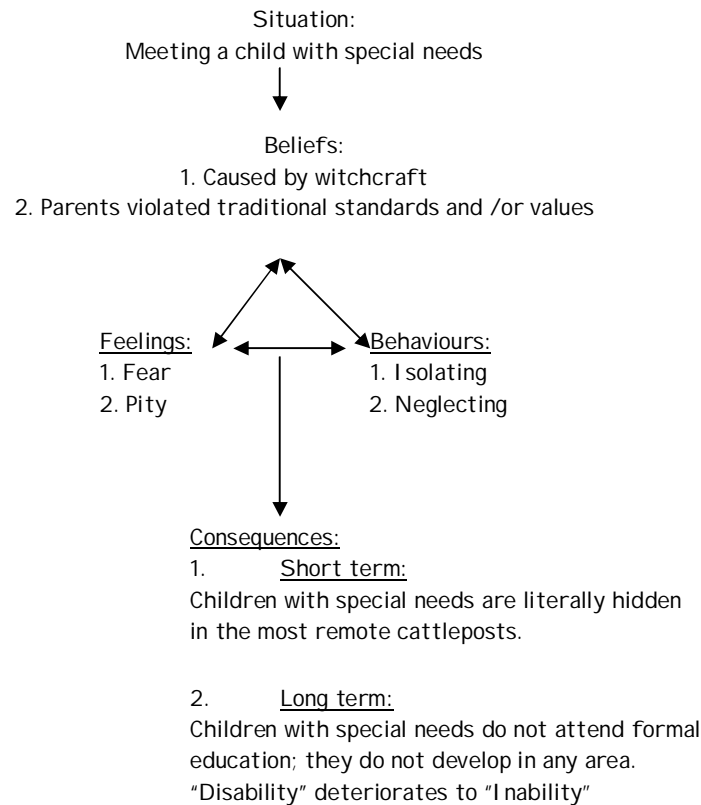 Situation:
Meeting a child with special needs
Beliefs:
1. Caused by witchcraft
2. Parents violated traditional standards and /or values
Feelings:
1. Fear
2. Pity
Behaviours:
1. Isolating
2. Neglecting
Consequences:
1. Short term:
Children with special needs are literally hidden
in the most remote cattleposts.
2. Long term:
Children with special needs do not attend formal
education; they do not develop in any area.
“Disability” deteriorates to “Inability”